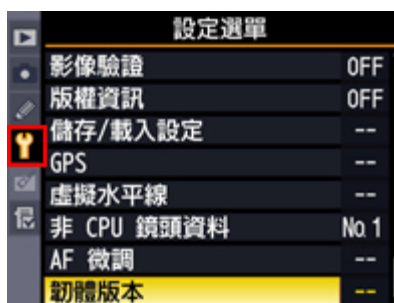 設定選單
影像驗證 OFF
版權資訊 OFF
儲存/載入設定 --
GPS --
虛擬水平線 --
非 CPU 鏡頭資料 No. 1
AF 微調 --
韌體版本 --